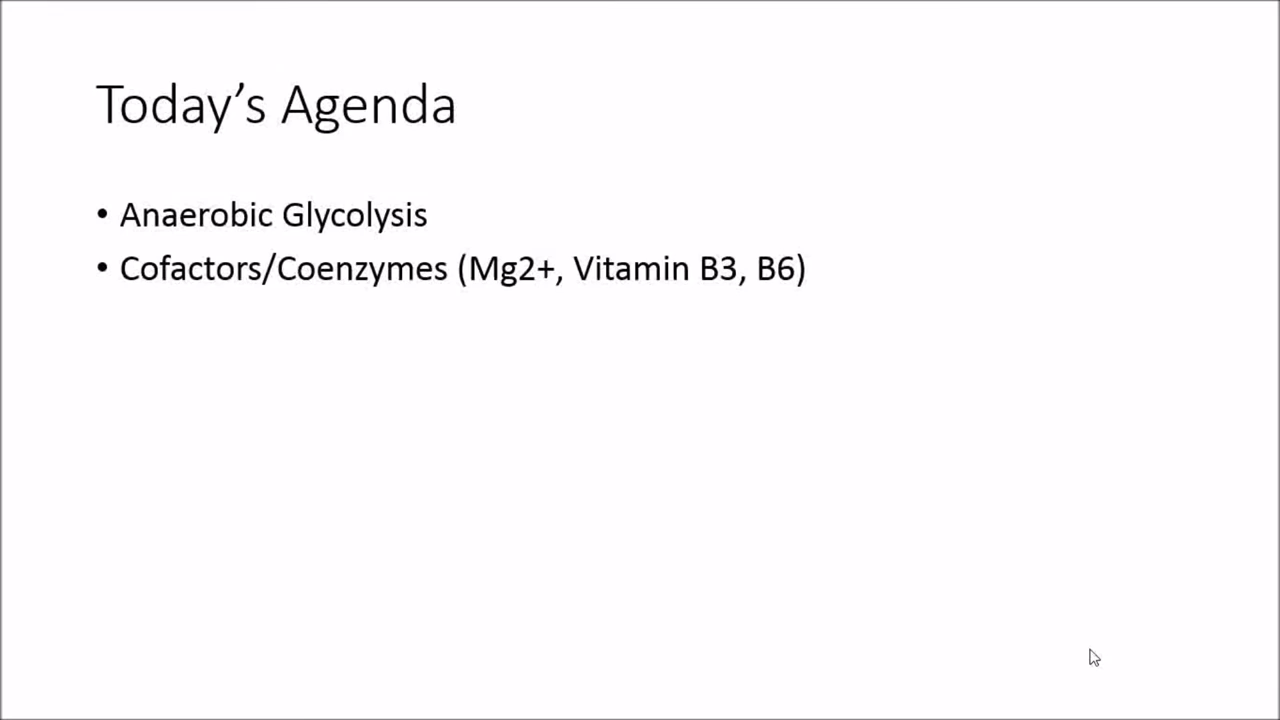 Today’s Agenda
• Anaerobic Glycolysis
• Cofactors/Coenzymes (Mg2+, Vitamin B3, B6)